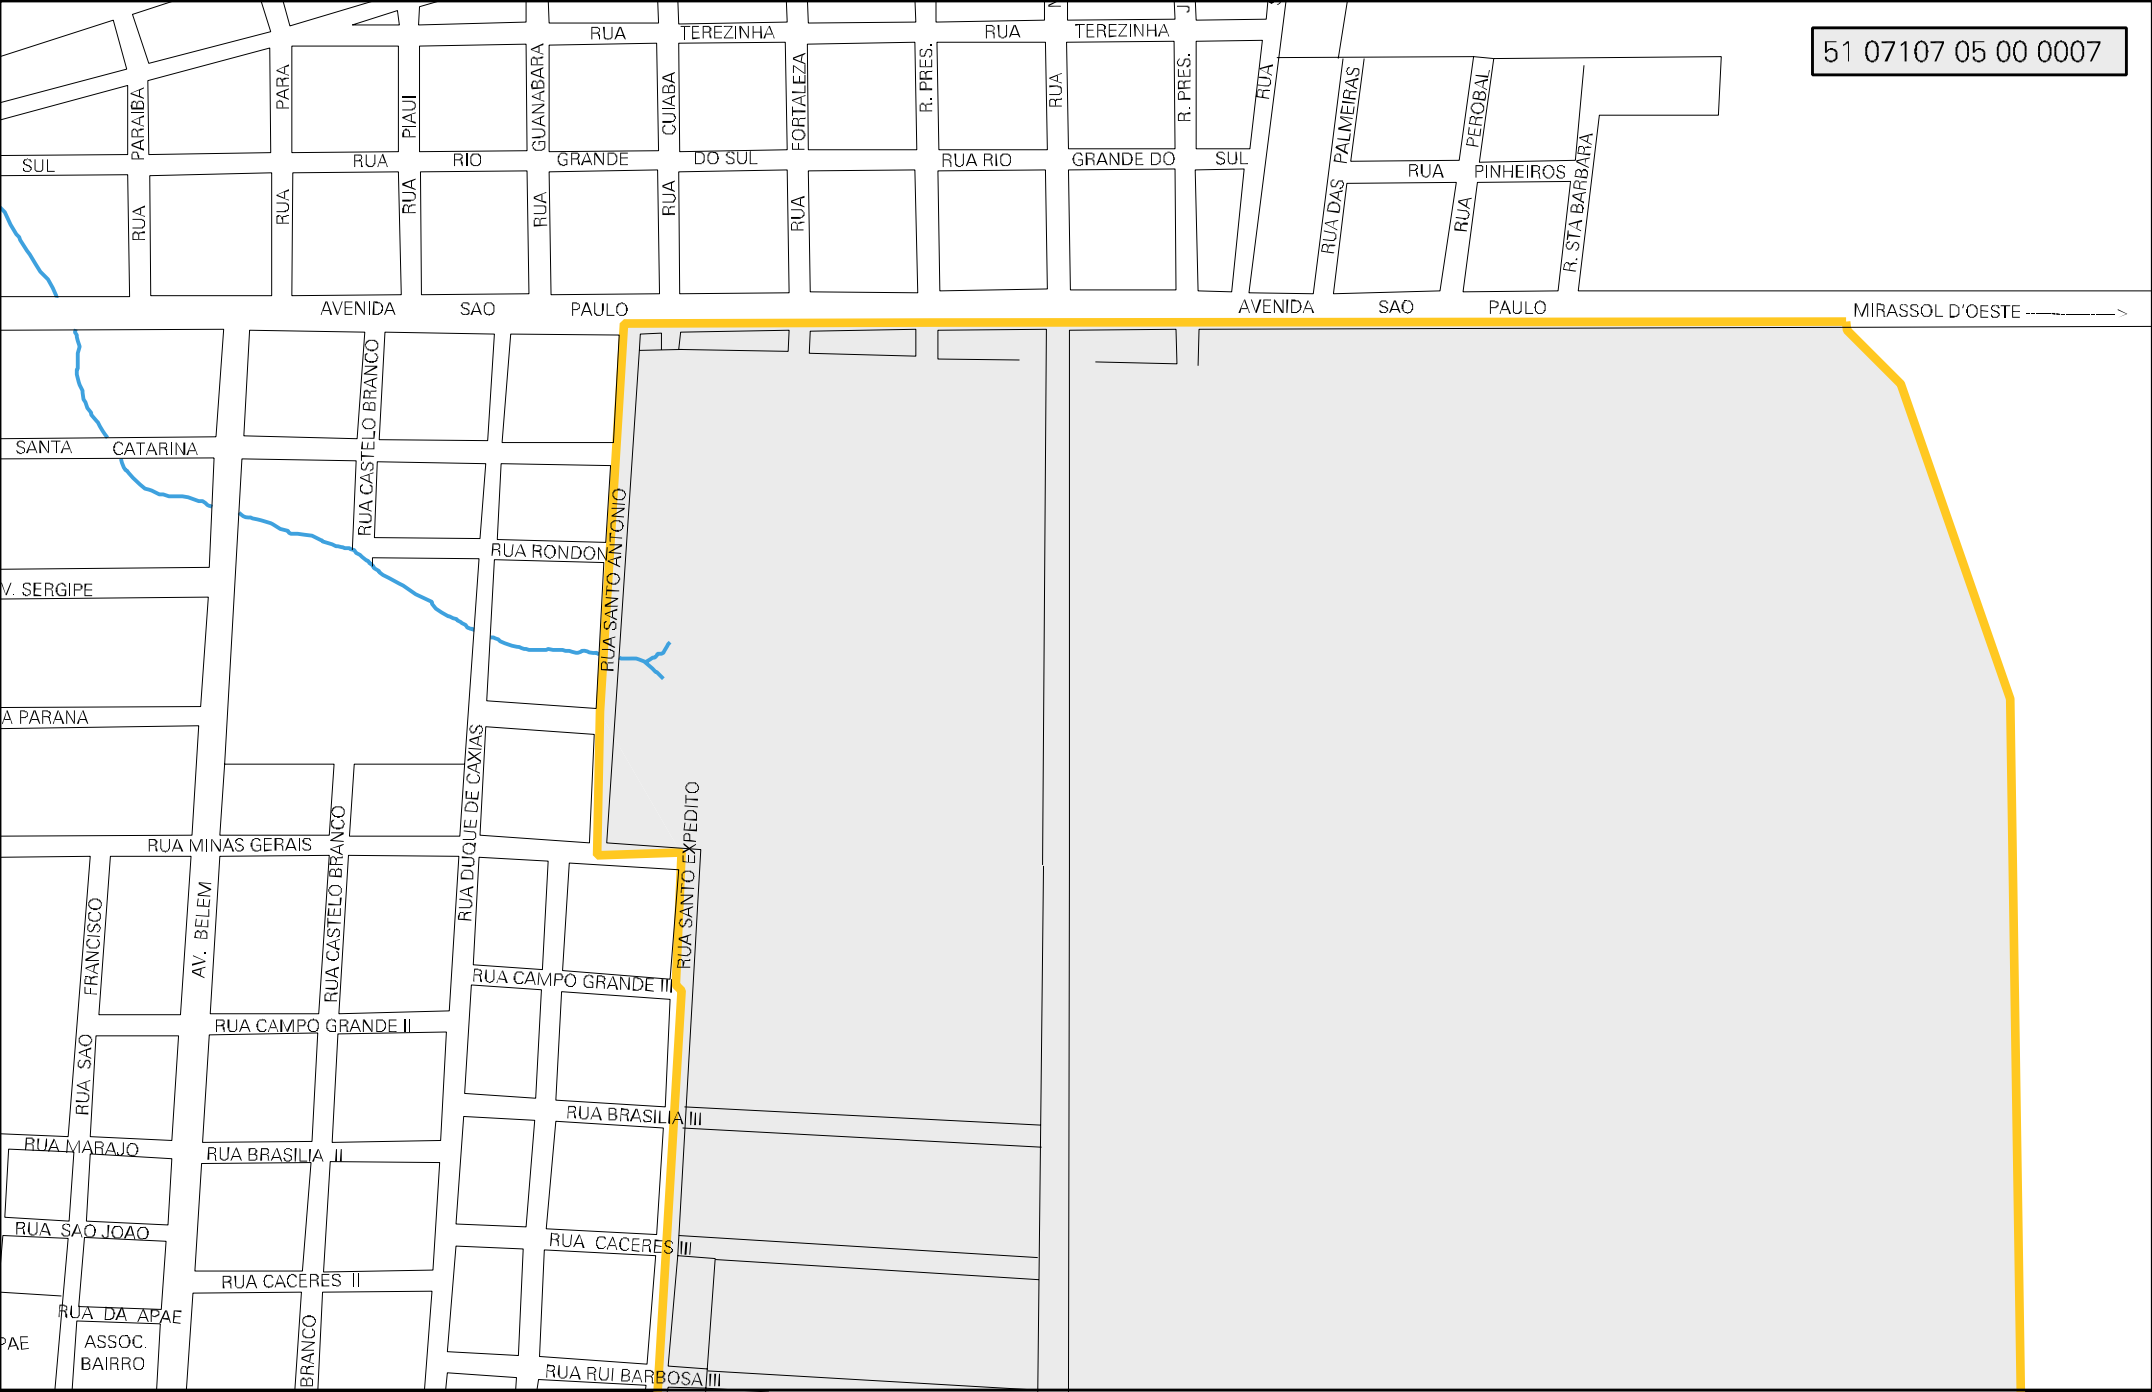 RUA TEREZINHA RUA TEREZINHA
51 07107 05 00 0007
PARAIBA
PARA
PIAUI
GUANABARA
CUIABA
FORTALEZA
R. PRES.
RUA
R. PRES.
RUA
PALMEIRAS
PEROBAL
SUL RUA RIO GRANDE DO SUL RUA RIO GRANDE DO SUL
RUA PINHEIROS
RUA
RUA
RUA
RUA
RUA
RUA
RUA DAS
RUA
R. STA BARBARA
AVENIDA SAO PAULO AVENIDA SAO PAULO
MIRASSOL D'OESTE ---------->
RUA CASTELO BRANCO
SANTA CATARINA
RUA SANTO ANTONIO
RUA RONDON
V. SERGIPE
A PARANA
RUA DUQUE DE CAXIAS
RUA SANTO EXPEDITO
RUA MINAS GERAIS
RUA CASTELO BRANCO
AV. BELEM
FRANCISCO
RUA SAO
RUA CAMPO GRANDE III
RUA CAMPO GRANDE II
RUA BRASILIA III
RUA MARAJO
RUA BRASILIA II
RUA SAO JOAO
RUA CACERES III
RUA CACERES II
RUA DA APAE
PAE
ASSOC.
BAIRRO
BRANCO
RUA RUI BARBOSA III